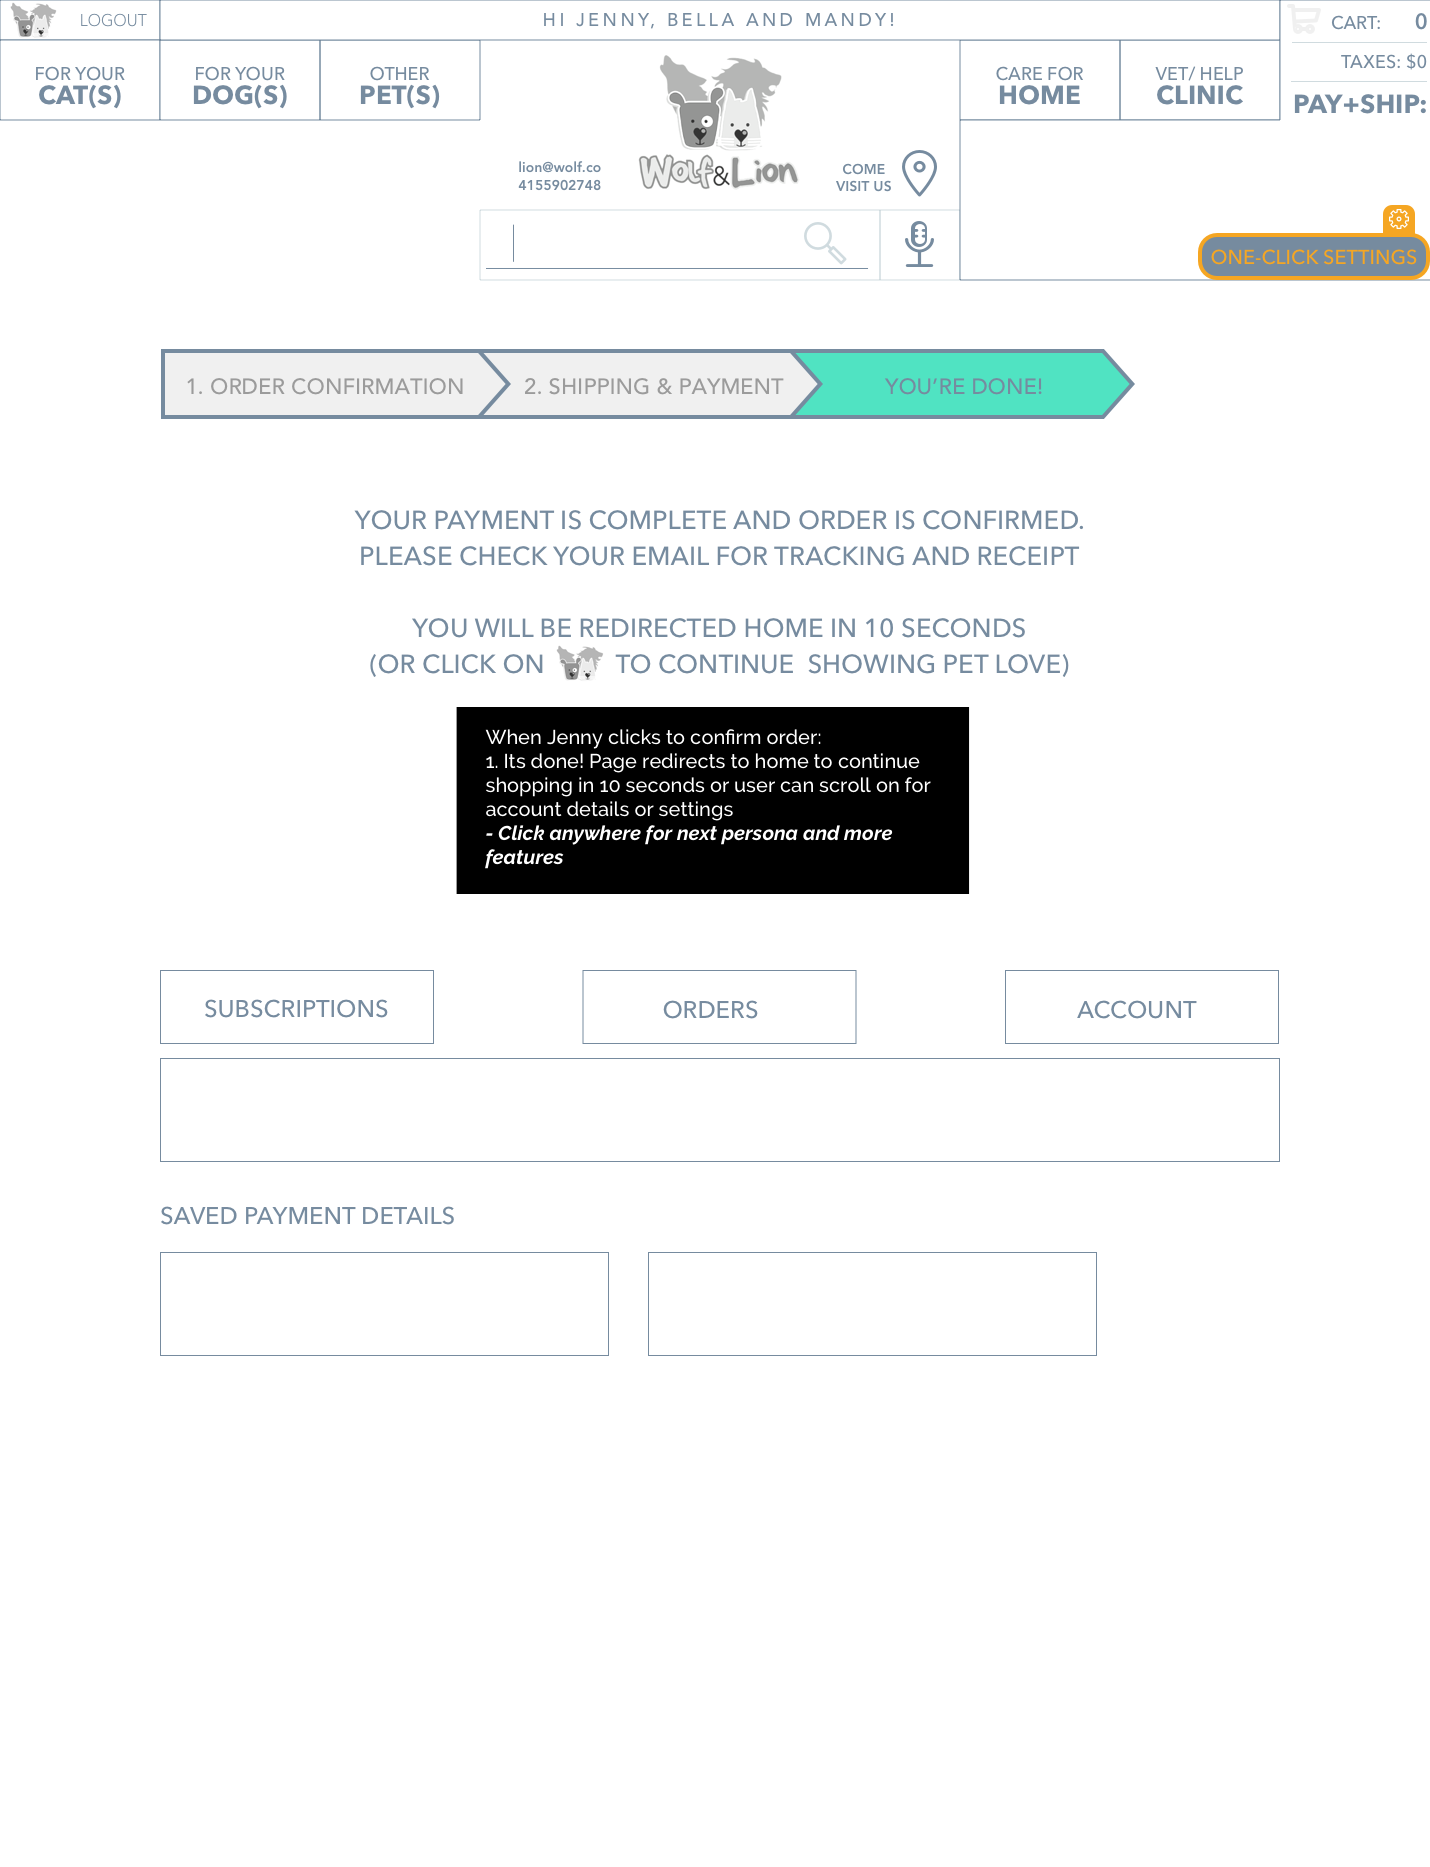 LOGOUT
HI JENNY, BELLA AND MANDY!
CART: 0
TAXES: $0
PAY+SHIP:
FOR YOUR
CAT(S)
FOR YOUR
DOG(S)
OTHER
PET(S)
CARE FOR
HOME
VET/ HELP
CLINIC
lion@wolf.co
4155902748
Wolf&Lion
COME
VISIT US
ONE-CLICK SETTINGS
1. ORDER CONFIRMATION
2. SHIPPING & PAYMENT
YOU’RE DONE!
YOUR PAYMENT IS COMPLETE AND ORDER IS CONFIRMED.
PLEASE CHECK YOUR EMAIL FOR TRACKING AND RECEIPT
YOU WILL BE REDIRECTED HOME IN 10 SECONDS
(OR CLICK ON TO CONTINUE SHOWING PET LOVE)
When Jenny clicks to confirm order:
1. Its done! Page redirects to home to continue
shopping in 10 seconds or user can scroll on for
account details or settings
- Click anywhere for next persona and more
features
SUBSCRIPTIONS
ORDERS
ACCOUNT
SAVED PAYMENT DETAILS